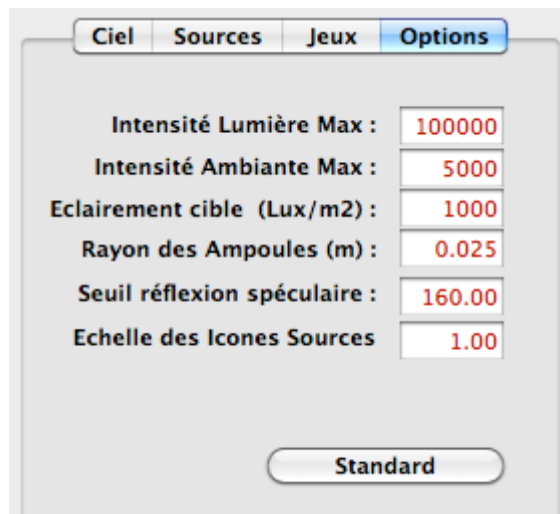 Ciel Sources Jeux Options
Intensité Lumière Max : 100000
Intensité Ambiante Max : 5000
Eclairement cible (Lux/m2) : 1000
Rayon des Ampoules (m) : 0.025
Seuil réflexion spéculaire : 160.00
Echelle des Icones Sources 1.00
Standard